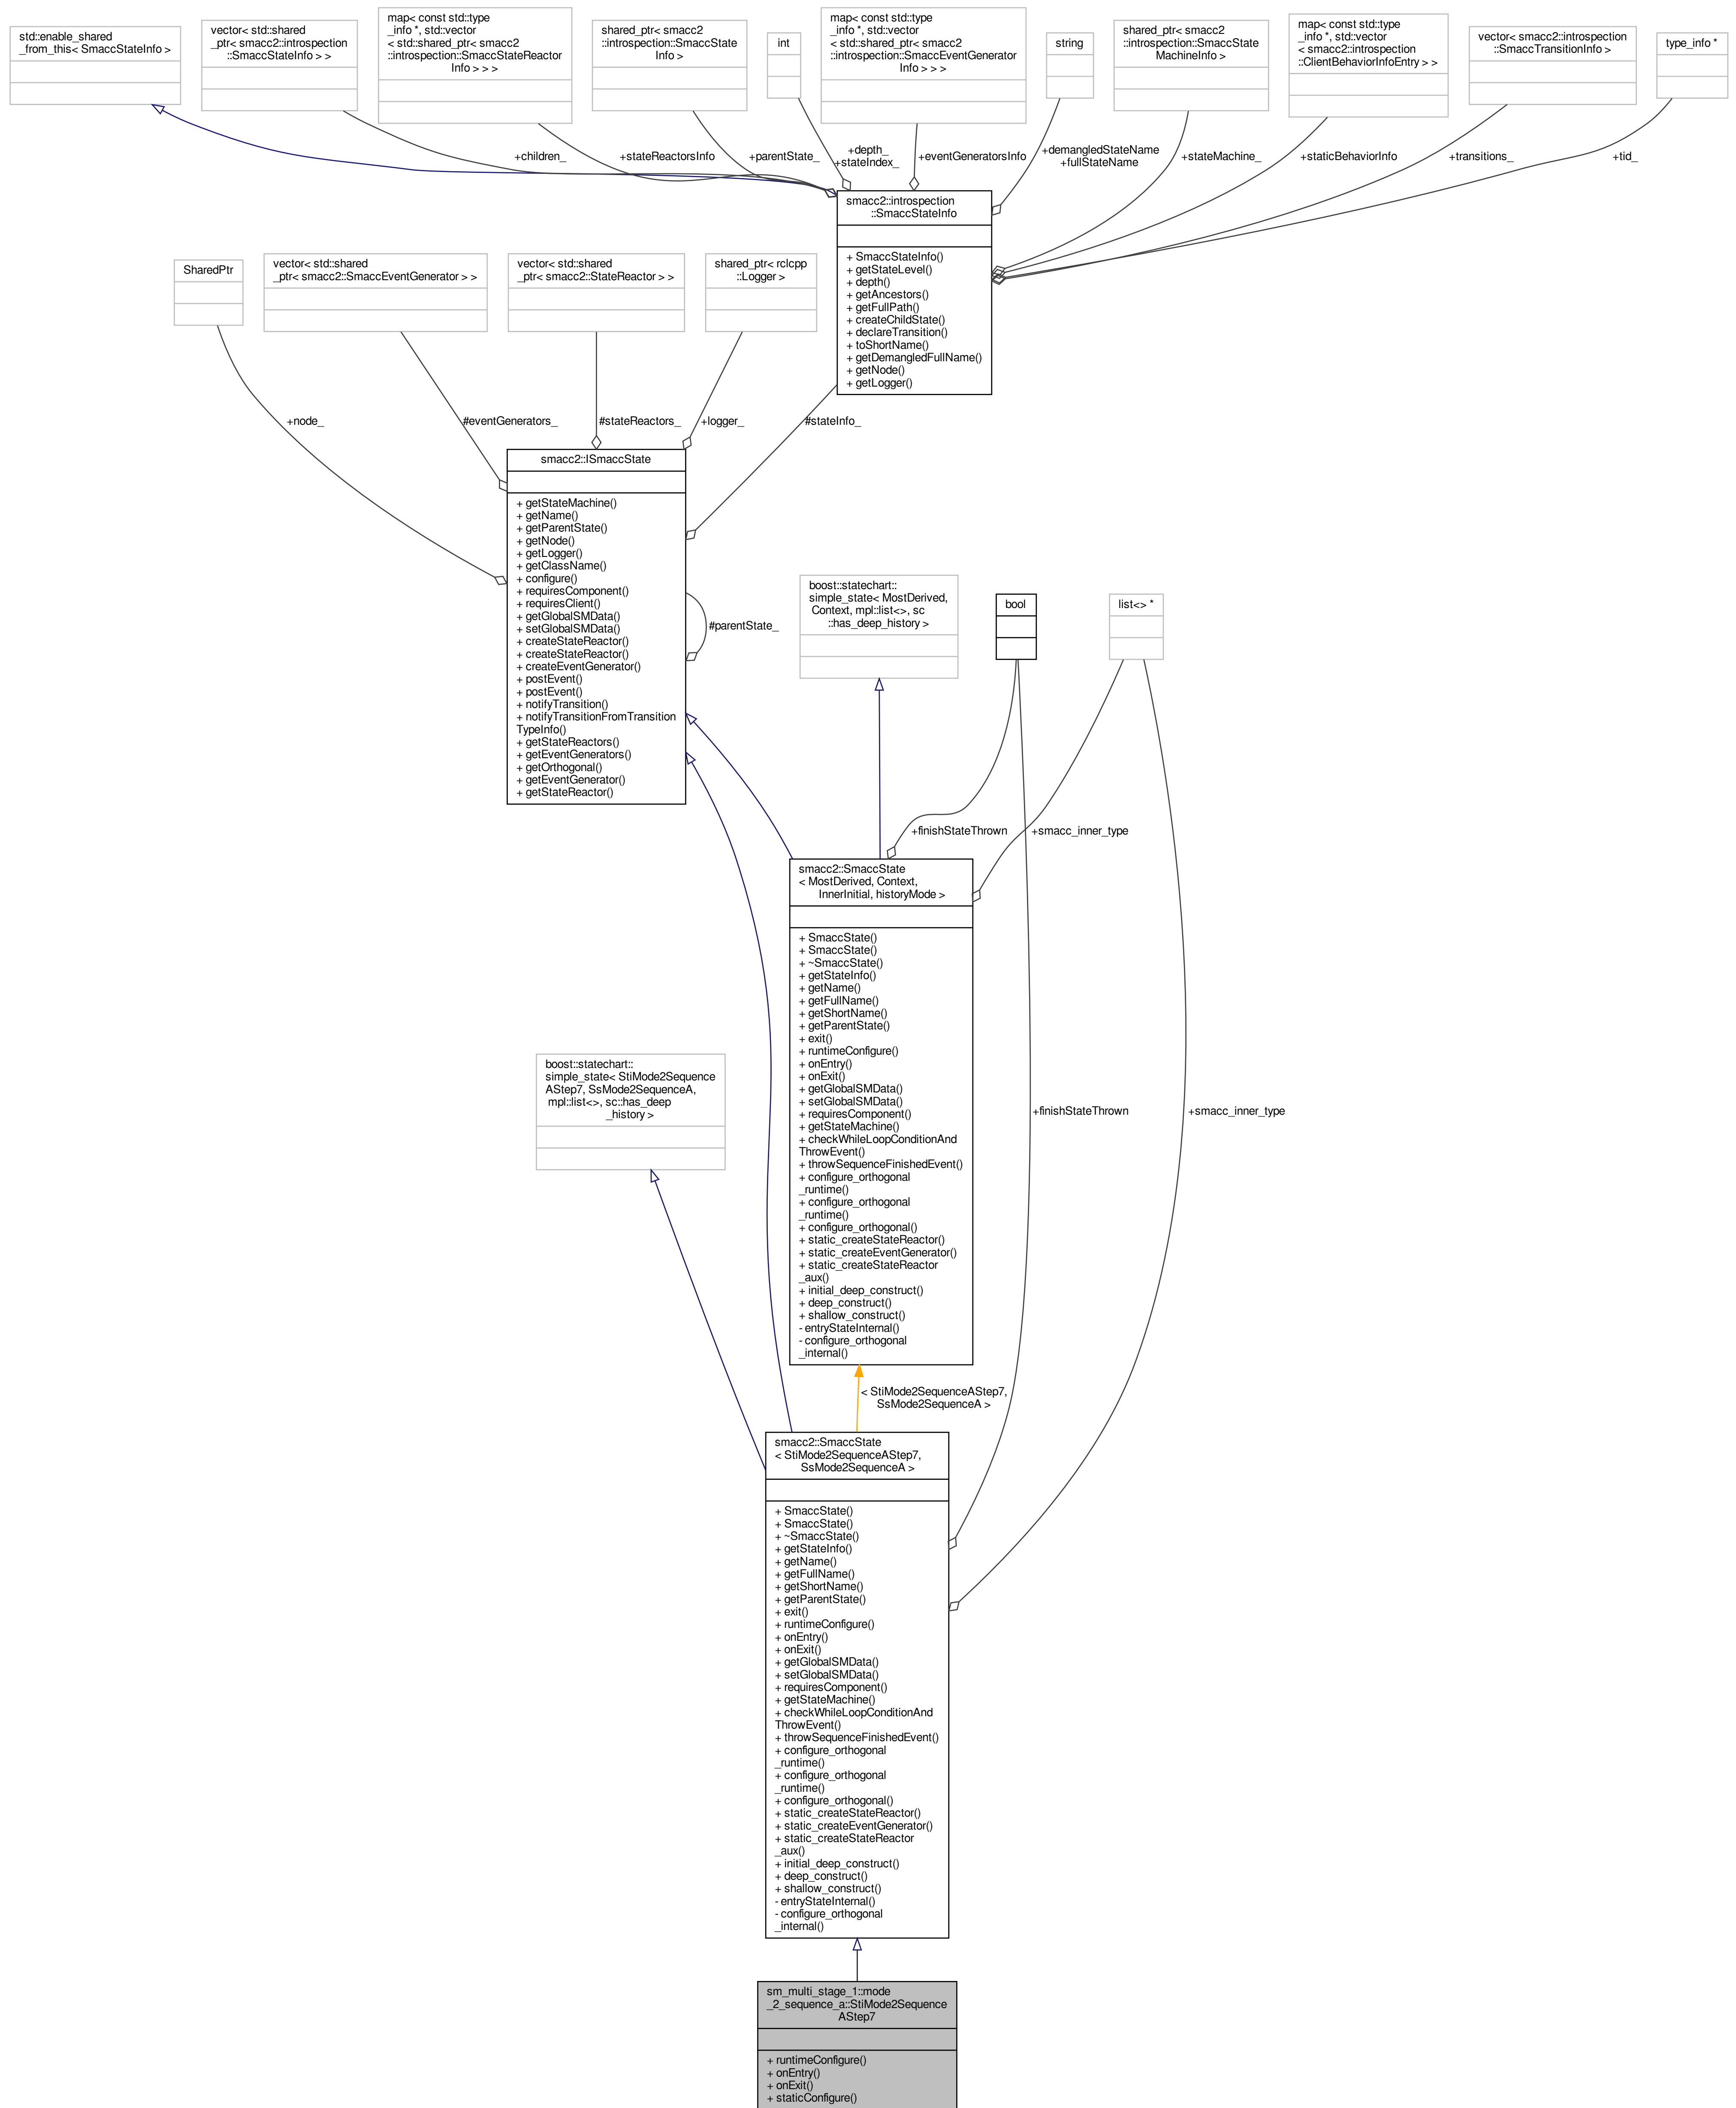 std::enable_shared
_from_this< SmaccStateInfo >
vector< std::shared
_ptr< smacc2::introspection
::SmaccStateInfo > >
map< const std::type
_info *, std::vector
< std::shared_ptr< smacc2
::introspection::SmaccStateReactor
Info > > >
shared_ptr< smacc2
::introspection::SmaccState
Info >
int
map< const std::type
_info *, std::vector
< std::shared_ptr< smacc2
::introspection::SmaccEventGenerator
Info > > >
string
shared_ptr< smacc2
::introspection::SmaccState
MachineInfo >
map< const std::type
_info *, std::vector
< smacc2::introspection
::ClientBehaviorInfoEntry > >
vector< smacc2::introspection
::SmaccTransitionInfo >
type_info *
+children_
+stateReactorsInfo
+parentState_
+depth_
+stateIndex_
+eventGeneratorsInfo
+demangledStateName
+fullStateName
+stateMachine_
+staticBehaviorInfo
+transitions_
+tid_
smacc2::introspection
::SmaccStateInfo
+ SmaccStateInfo()
+ getStateLevel()
+ depth()
+ getAncestors()
+ getFullPath()
+ createChildState()
+ declareTransition()
+ toShortName()
+ getDemangledFullName()
+ getNode()
+ getLogger()
SharedPtr
vector< std::shared
_ptr< smacc2::SmaccEventGenerator > >
vector< std::shared
_ptr< smacc2::StateReactor > >
shared_ptr< rclcpp
::Logger >
+node_
#eventGenerators_
#stateReactors_
+logger_
#stateInfo_
smacc2::ISmaccState
+ getStateMachine()
+ getName()
+ getParentState()
+ getNode()
+ getLogger()
+ getClassName()
+ configure()
+ requiresComponent()
+ requiresClient()
+ getGlobalSMData()
+ setGlobalSMData()
+ createStateReactor()
+ createStateReactor()
+ createEventGenerator()
+ postEvent()
+ postEvent()
+ notifyTransition()
+ notifyTransitionFromTransition
TypeInfo()
+ getStateReactors()
+ getEventGenerators()
+ getOrthogonal()
+ getEventGenerator()
+ getStateReactor()
#parentState_
boost::statechart::
simple_state< MostDerived,
Context, mpl::list<>, sc
::has_deep_history >
bool
list<> *
+finishStateThrown
+smacc_inner_type
smacc2::SmaccState
< MostDerived, Context,
InnerInitial, historyMode >
+ SmaccState()
+ SmaccState()
+ ~SmaccState()
+ getStateInfo()
+ getName()
+ getFullName()
+ getShortName()
+ getParentState()
+ exit()
+ runtimeConfigure()
+ onEntry()
+ onExit()
+ getGlobalSMData()
+ setGlobalSMData()
+ requiresComponent()
+ getStateMachine()
+ checkWhileLoopConditionAnd
ThrowEvent()
+ throwSequenceFinishedEvent()
+ configure_orthogonal
_runtime()
+ configure_orthogonal
_runtime()
+ configure_orthogonal()
+ static_createStateReactor()
+ static_createEventGenerator()
+ static_createStateReactor
_aux()
+ initial_deep_construct()
+ deep_construct()
+ shallow_construct()
- entryStateInternal()
- configure_orthogonal
_internal()
boost::statechart::
simple_state< StiMode2Sequence
AStep7, SsMode2SequenceA,
mpl::list<>, sc::has_deep
_history >
+finishStateThrown
+smacc_inner_type
< StiMode2SequenceAStep7,
SsMode2SequenceA >
smacc2::SmaccState
< StiMode2SequenceAStep7,
SsMode2SequenceA >
+ SmaccState()
+ SmaccState()
+ ~SmaccState()
+ getStateInfo()
+ getName()
+ getFullName()
+ getShortName()
+ getParentState()
+ exit()
+ runtimeConfigure()
+ onEntry()
+ onExit()
+ getGlobalSMData()
+ setGlobalSMData()
+ requiresComponent()
+ getStateMachine()
+ checkWhileLoopConditionAnd
ThrowEvent()
+ throwSequenceFinishedEvent()
+ configure_orthogonal
_runtime()
+ configure_orthogonal
_runtime()
+ configure_orthogonal()
+ static_createStateReactor()
+ static_createEventGenerator()
+ static_createStateReactor
_aux()
+ initial_deep_construct()
+ deep_construct()
+ shallow_construct()
- entryStateInternal()
- configure_orthogonal
_internal()
sm_multi_stage_1::mode
_2_sequence_a::StiMode2Sequence
AStep7
+ runtimeConfigure()
+ onEntry()
+ onExit()
+ staticConfigure()